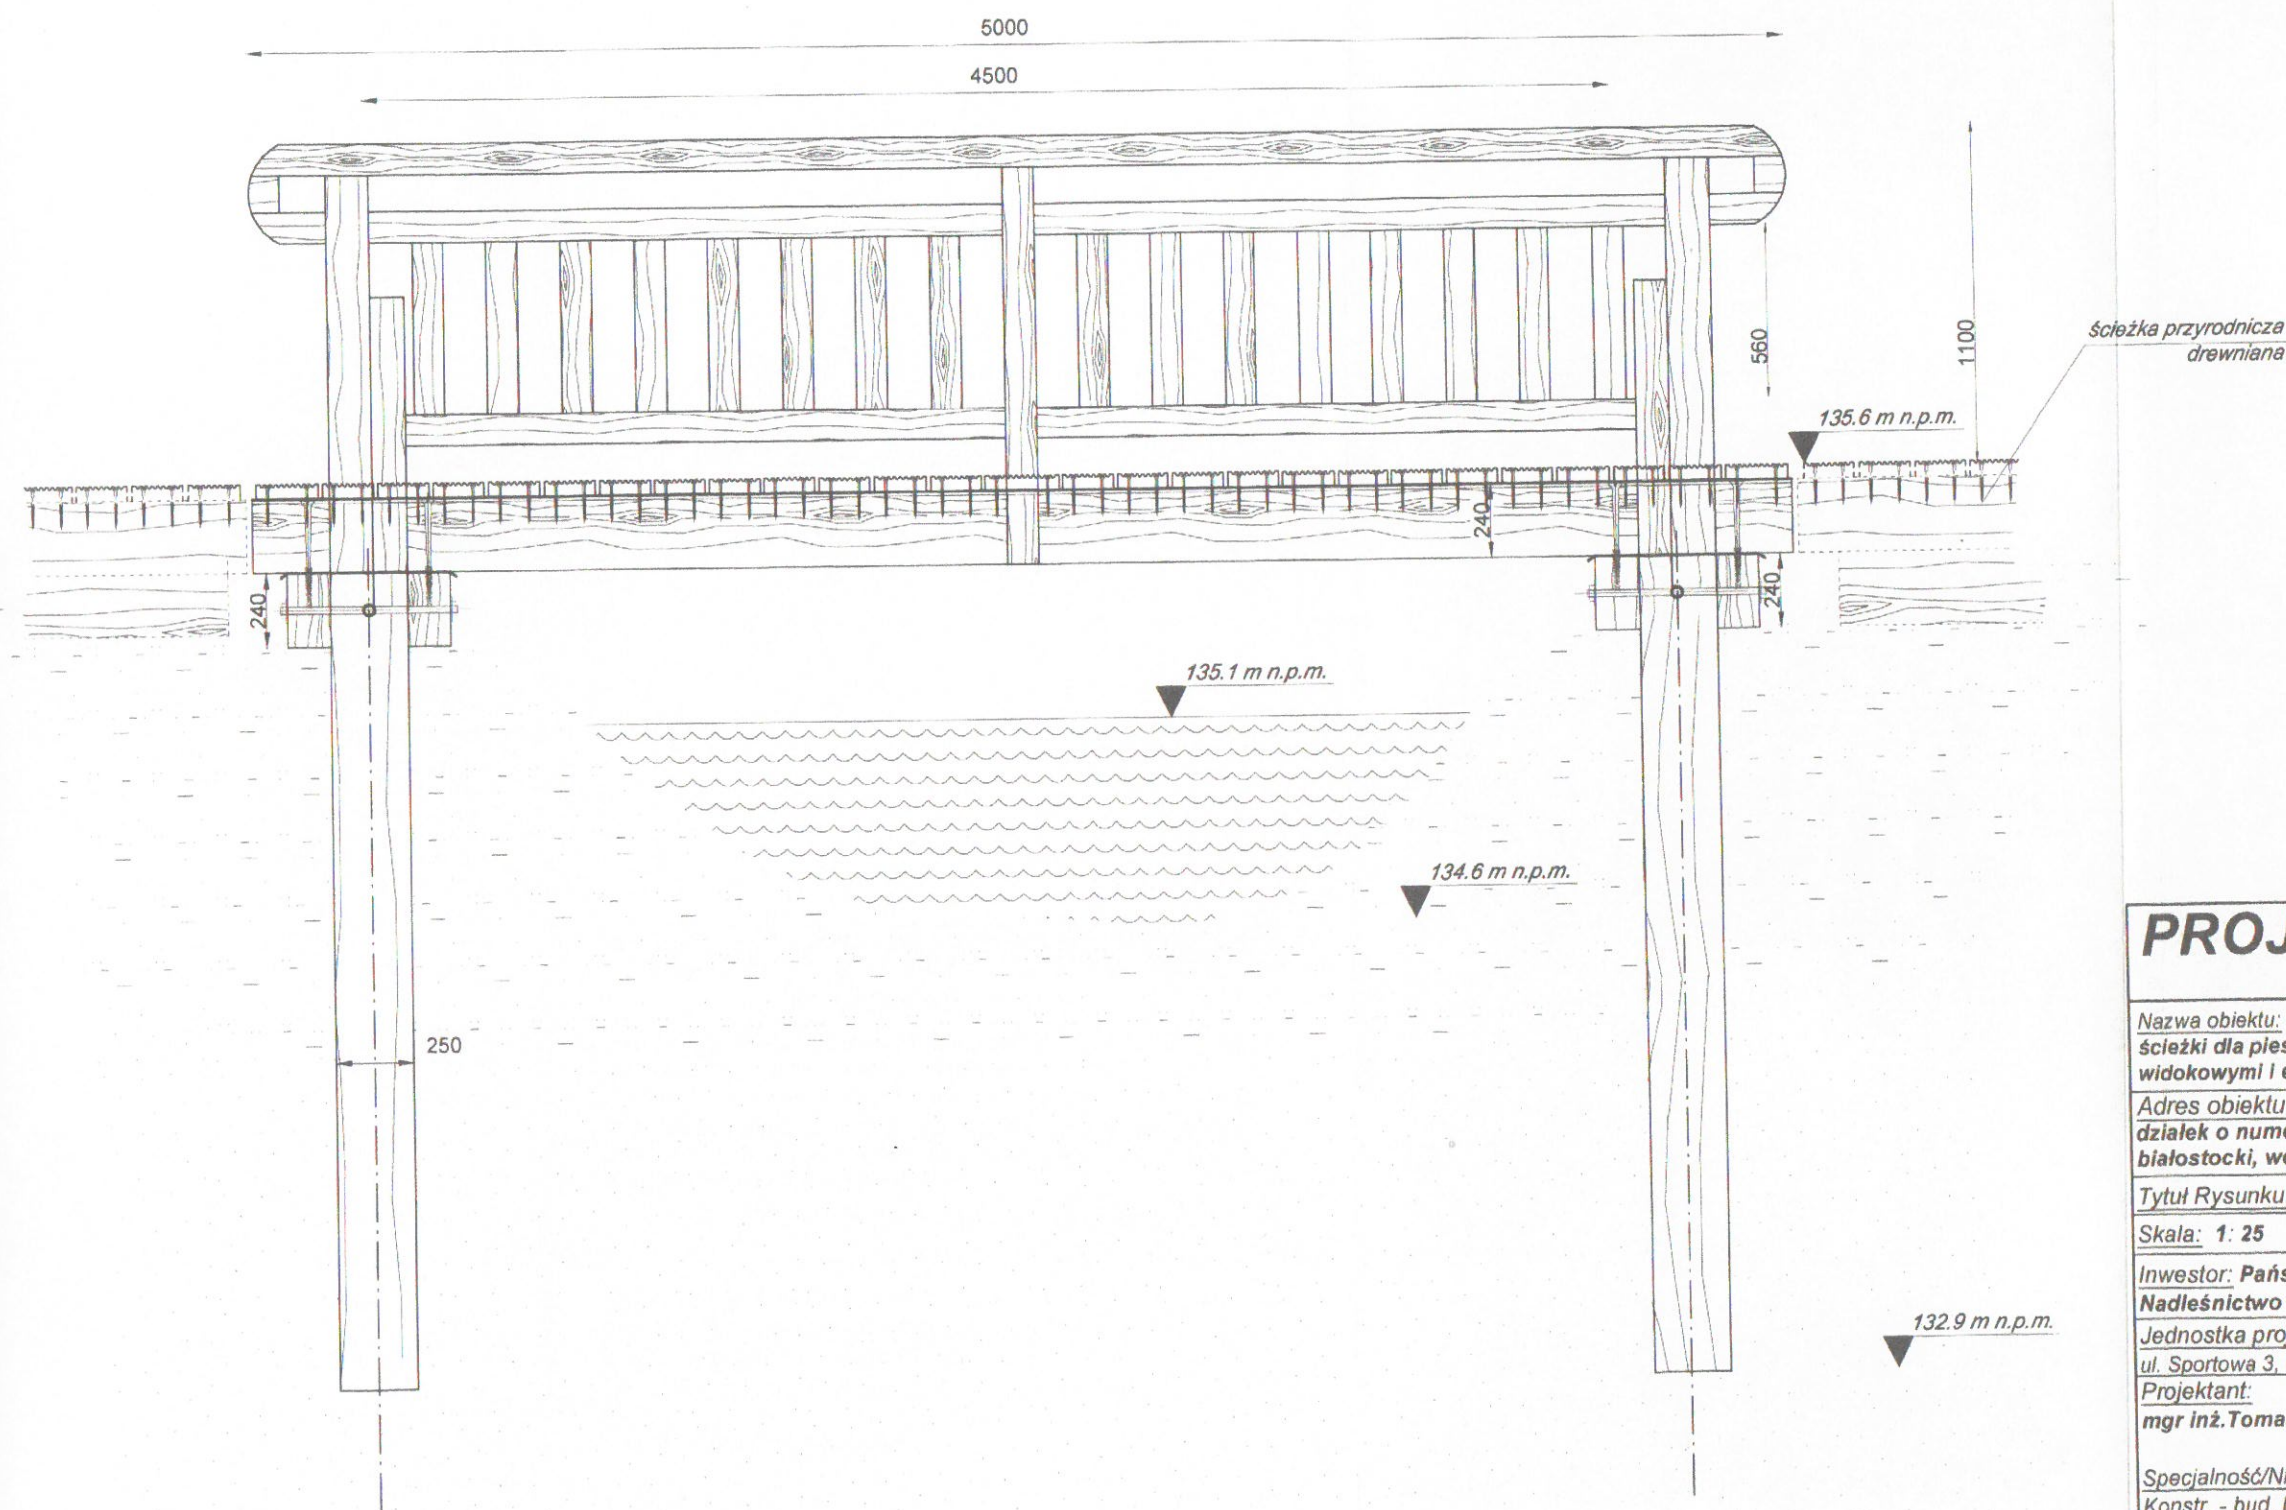 5000
4500
560
1100
ścieżka przyrodnicza
drewniana
135.6 m n.p.m.
240
240
240
135.1 m n.p.m.
134.6 m n.p.m.
250
132.9 m n.p.m.
PROJ
Nazwa obiektu:
ścieżki dla pies
widokowymi i e
Adres obiektu
działek o nume
białostocki, wo
Tytuł Rysunku
Skala: 1: 25
Inwestor: Pańs
Nadleśnictwo
Jednostka proj
ul. Sportowa 3,
Projektant:
mgr inż.Toma
Specjalność/N
Konstr. - bud.